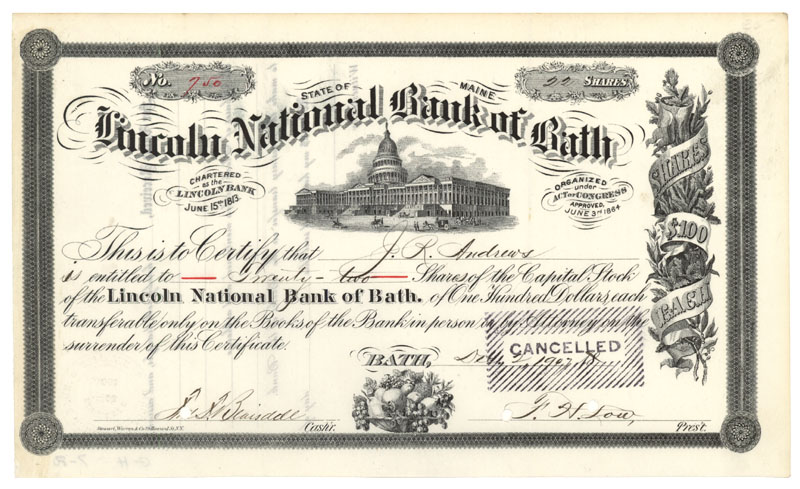 No. 750
22 SHARES
STATE OF MAINE
Lincoln National Bank of Bath
CHARTERED
as the
LINCOLN BANK
JUNE 15th 1813.
ORGANIZED
under
ACT OF CONGRESS
APPROVED,
JUNE 3rd 1864
SHARES
$100
EACH
This is to Certify that J. R. Andrews
is entitled to Twenty-two Shares of the Capital Stock
of the Lincoln National Bank of Bath, of One Hundred Dollars each
transferable only on the Books of the Bank in person or by Attorney on the
surrender of this Certificate.
CANCELLED
BATH,
Cashr.
Prest.